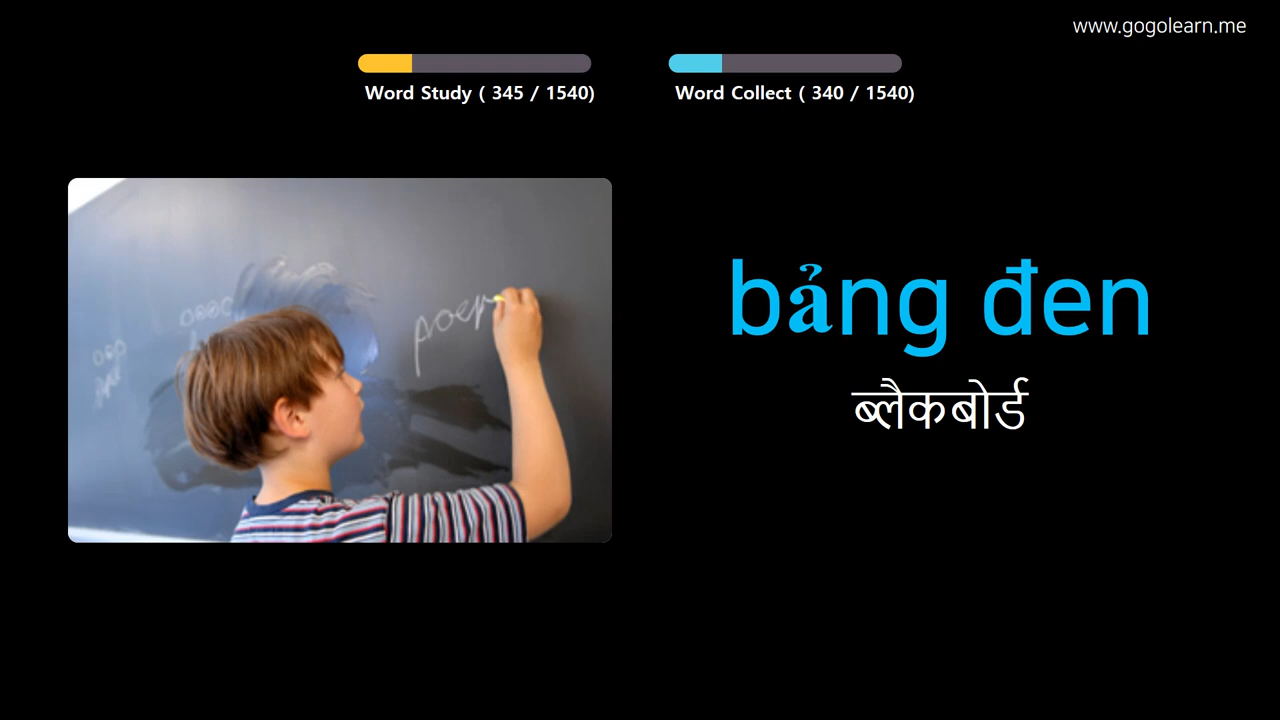 www.gogolearn.me
Word Study ( 345 / 1540)
Word Collect ( 340 / 1540)
bảng đen
ब्लैकबोर्ड